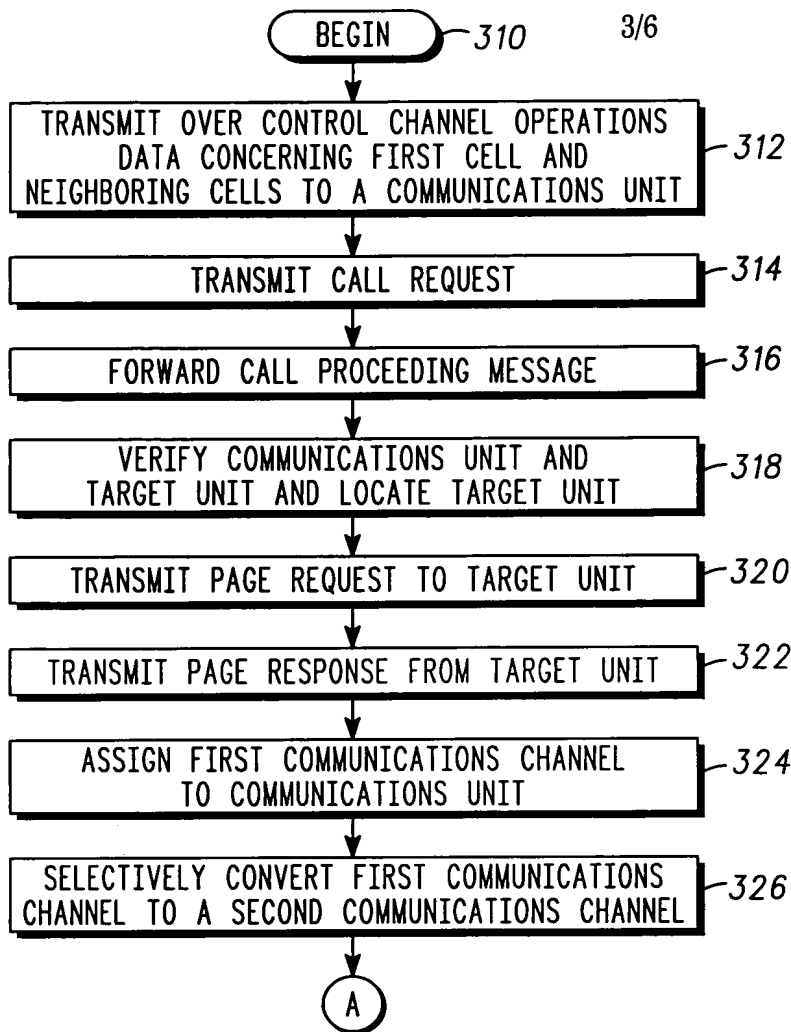 BEGIN 310 3/6
TRANSMIT OVER CONTROL CHANNEL OPERATIONS
DATA CONCERNING FIRST CELL AND
NEIGHBORING CELLS TO A COMMUNICATIONS UNIT
312
TRANSMIT CALL REQUEST
314
FORWARD CALL PROCEEDING MESSAGE
316
VERIFY COMMUNICATIONS UNIT AND
TARGET UNIT AND LOCATE TARGET UNIT
318
TRANSMIT PAGE REQUEST TO TARGET UNIT
320
TRANSMIT PAGE RESPONSE FROM TARGET UNIT
322
ASSIGN FIRST COMMUNICATIONS CHANNEL
TO COMMUNICATIONS UNIT
324
SELECTIVELY CONVERT FIRST COMMUNICATIONS
CHANNEL TO A SECOND COMMUNICATIONS CHANNEL
326
A